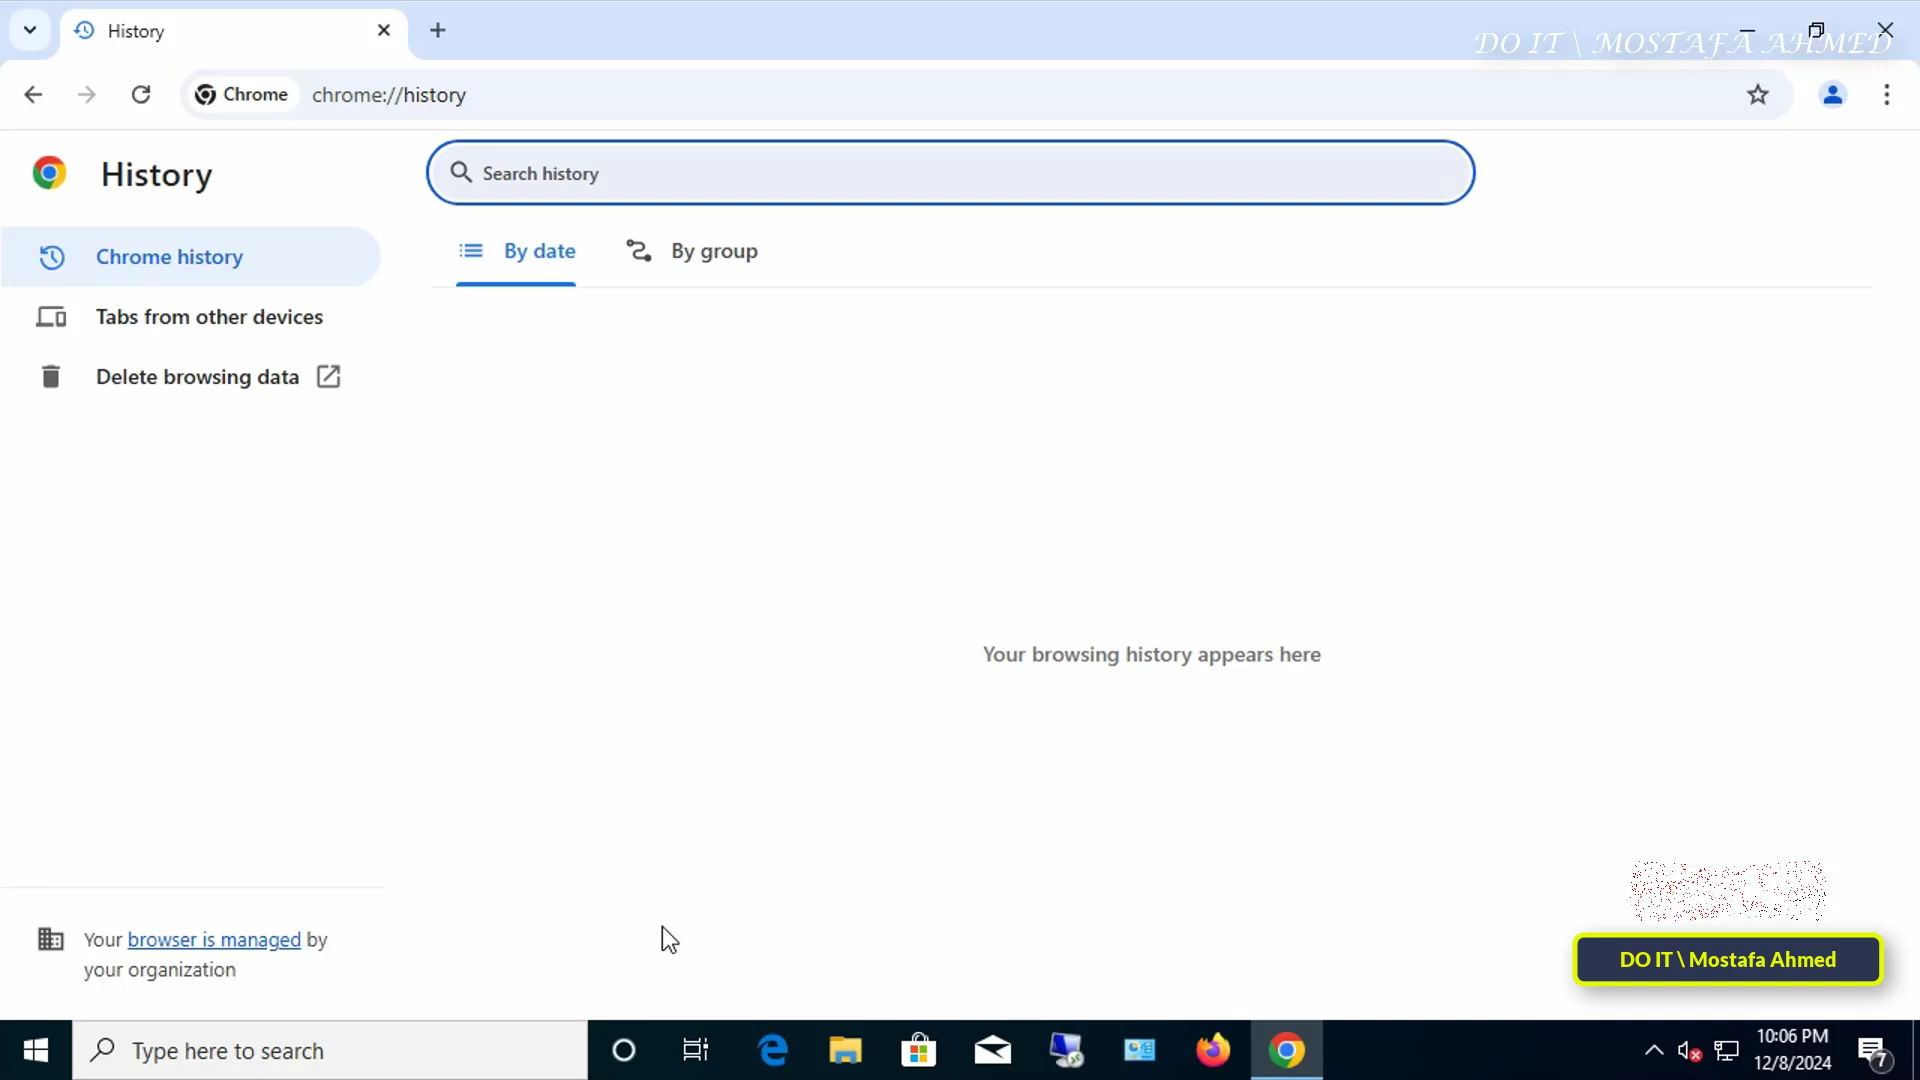 History
DO IT \ MOSTAFA AHMED
Chrome
chrome://history
History
Search history
Chrome history
By date
By group
Tabs from other devices
Delete browsing data
Your browsing history appears here
Your browser is managed by
your organization
DO IT \ Mostafa Ahmed
Type here to search
10:06 PM
12/8/2024
7